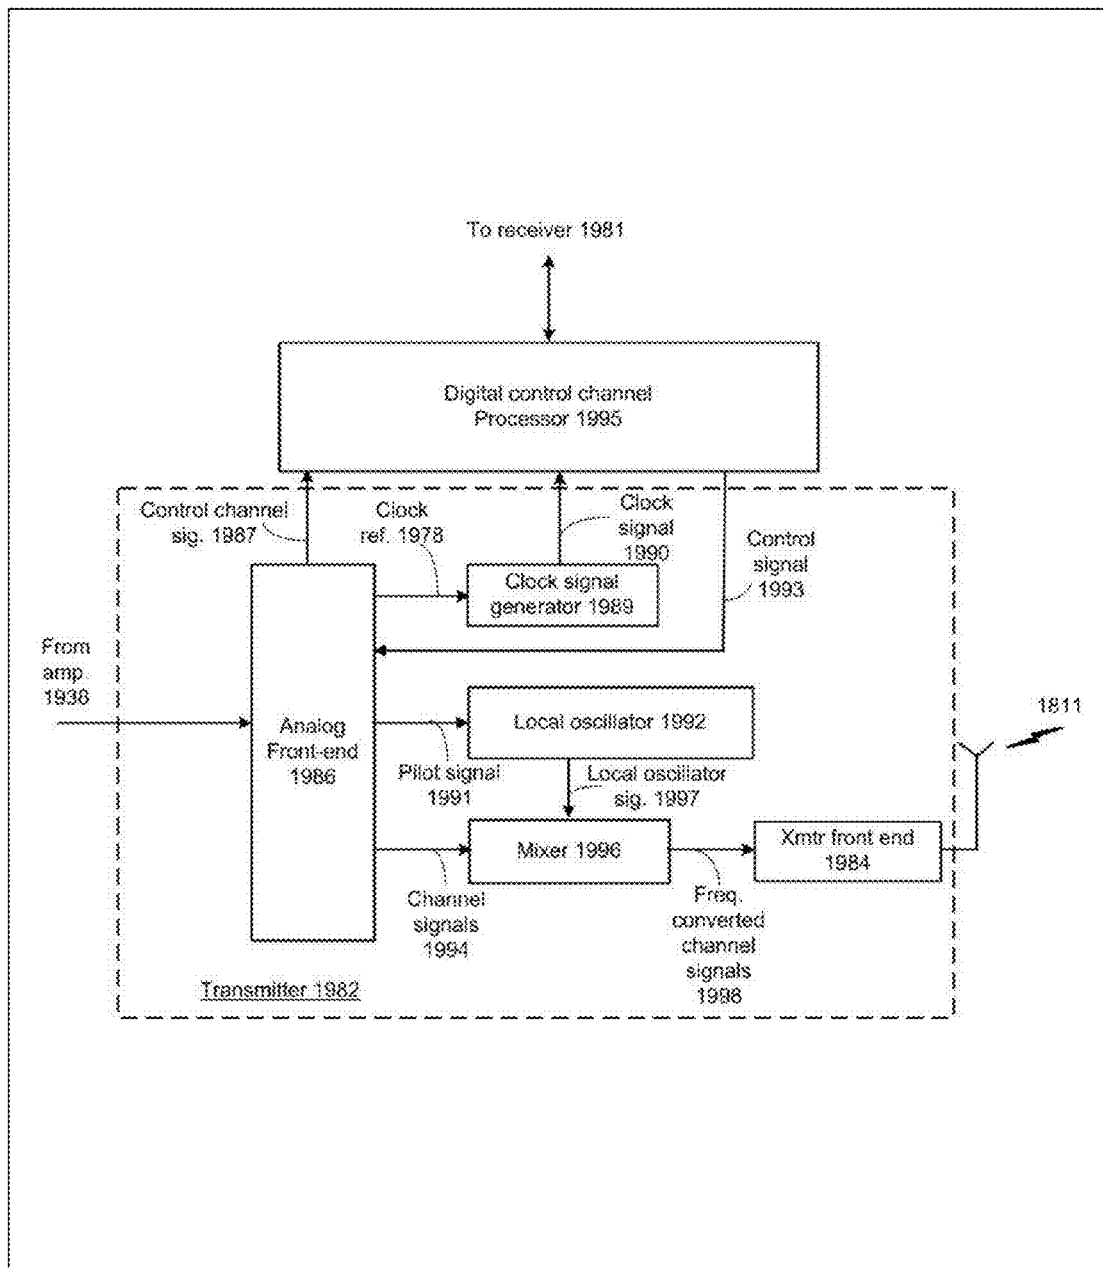 To receiver 1981
Digital control channel
Processor 1995
Control channel
sig. 1987
Clock
ref. 1978
Clock
signal
1990
Control
signal
1993
Clock signal
generator 1989
From
amp.
1938
Analog
Front-end
1986
Local oscillator 1992
1811
Pilot signal
1991
Local oscillator
sig. 1997
Mixer 1996
Xmtr front end
1984
Channel
signals
1994
Freq.
converted
channel
signals
1998
Transmitter 1982